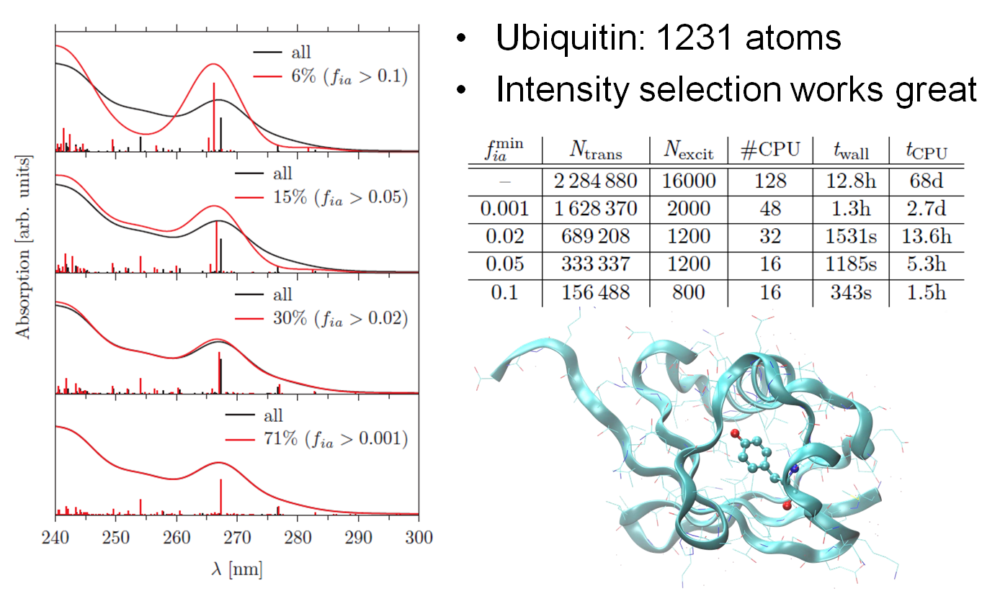 • Ubiquitin: 1231 atoms
• Intensity selection works great
all
6% (f_ia > 0.1)
all
15% (f_ia > 0.05)
all
30% (f_ia > 0.02)
all
71% (f_ia > 0.001)
Absorption [arb. units]
240 250 260 270 280 290 300
λ [nm]
f_ia^min N_trans N_excit #CPU t_wall t_CPU
– 2 284 880 16000 128 12.8h 68d
0.001 1 628 370 2000 48 1.3h 2.7d
0.02 689 208 1200 32 1531s 13.6h
0.05 333 337 1200 16 1185s 5.3h
0.1 156 488 800 16 343s 1.5h